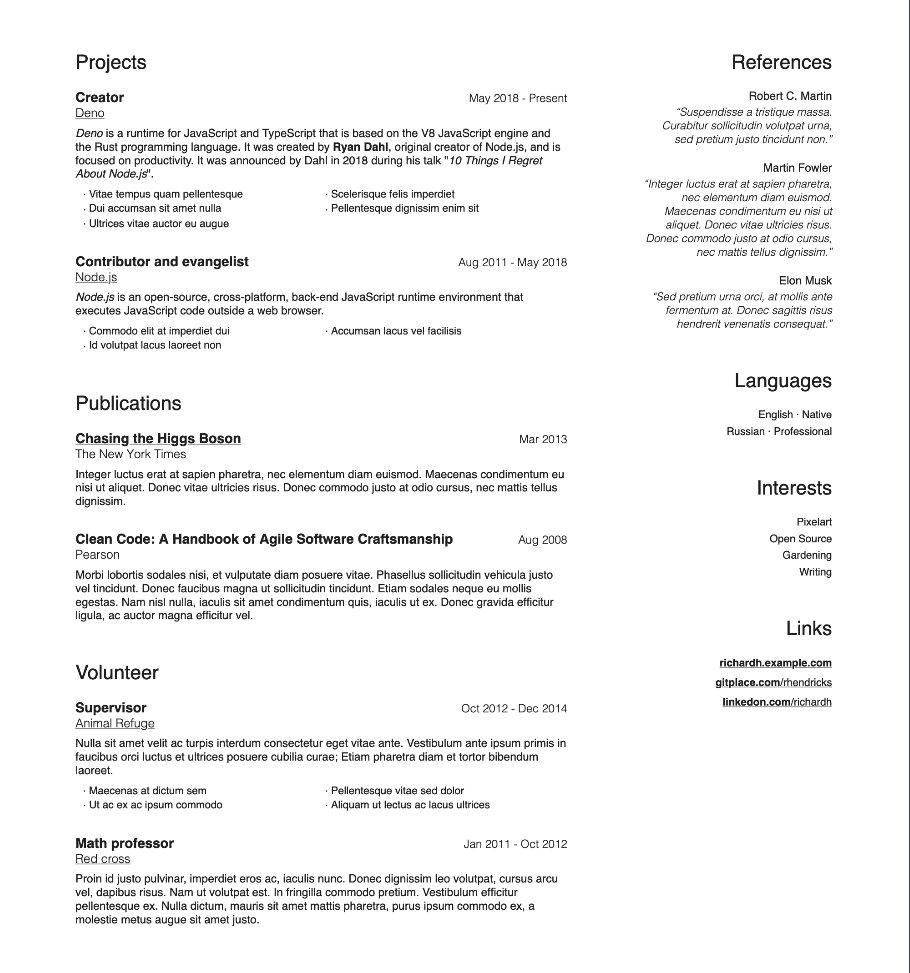 Projects
Creator May 2018 - Present
Deno
Deno is a runtime for JavaScript and TypeScript that is based on the V8 JavaScript engine and
the Rust programming language. It was created by Ryan Dahl, original creator of Node.js, and is
focused on productivity. It was announced by Dahl in 2018 during his talk "10 Things I Regret
About Node.js".
· Vitae tempus quam pellentesque · Scelerisque felis imperdiet
· Dui accumsan sit amet nulla · Pellentesque dignissim enim sit
· Ultrices vitae auctor eu augue
Contributor and evangelist Aug 2011 - May 2018
Node.js
Node.js is an open-source, cross-platform, back-end JavaScript runtime environment that
executes JavaScript code outside a web browser.
· Commodo elit at imperdiet dui · Accumsan lacus vel facilisis
· Id volutpat lacus laoreet non
Publications
Chasing the Higgs Boson Mar 2013
The New York Times
Integer luctus erat at sapien pharetra, nec elementum diam euismod. Maecenas condimentum eu
nisi ut aliquet. Donec vitae ultricies risus. Donec commodo justo at odio cursus, nec mattis tellus
dignissim.
Clean Code: A Handbook of Agile Software Craftsmanship Aug 2008
Pearson
Morbi lobortis sodales nisi, et vulputate diam posuere vitae. Phasellus sollicitudin vehicula justo
vel tincidunt. Donec faucibus magna ut sollicitudin tincidunt. Etiam sodales neque eu mollis
egestas. Nam nisl nulla, iaculis sit amet condimentum quis, iaculis ut ex. Donec gravida efficitur
ligula, ac auctor magna efficitur vel.
Volunteer
Supervisor Oct 2012 - Dec 2014
Animal Refuge
Nulla sit amet velit ac turpis interdum consectetur eget vitae ante. Vestibulum ante ipsum primis in
faucibus orci luctus et ultrices posuere cubilia curae; Etiam pharetra diam et tortor bibendum
laoreet.
· Maecenas at dictum sem · Pellentesque vitae sed dolor
· Ut ac ex ac ipsum commodo · Aliquam ut lectus ac lacus ultrices
Math professor Jan 2011 - Oct 2012
Red cross
Proin id justo pulvinar, imperdiet eros ac, iaculis nunc. Donec dignissim leo volutpat, cursus arcu
vel, dapibus risus. Nam ut volutpat est. In fringilla commodo pretium. Vestibulum efficitur
pellentesque ex. Nulla dictum, mauris sit amet mattis pharetra, purus ipsum commodo ex, a
molestie metus augue sit amet justo.
References
Robert C. Martin
“Suspendisse a tristique massa.
Curabitur sollicitudin volutpat urna,
sed pretium justo tincidunt non.”
Martin Fowler
“Integer luctus erat at sapien pharetra,
nec elementum diam euismod.
Maecenas condimentum eu nisi ut
aliquet. Donec vitae ultricies risus.
Donec commodo justo at odio cursus,
nec mattis tellus dignissim.”
Elon Musk
“Sed pretium urna orci, at mollis ante
fermentum at. Donec sagittis risus
hendrerit venenatis consequat.”
Languages
English · Native
Russian · Professional
Interests
Pixelart
Open Source
Gardening
Writing
Links
richardh.example.com
gitplace.com/rhendricks
linkedon.com/richardh